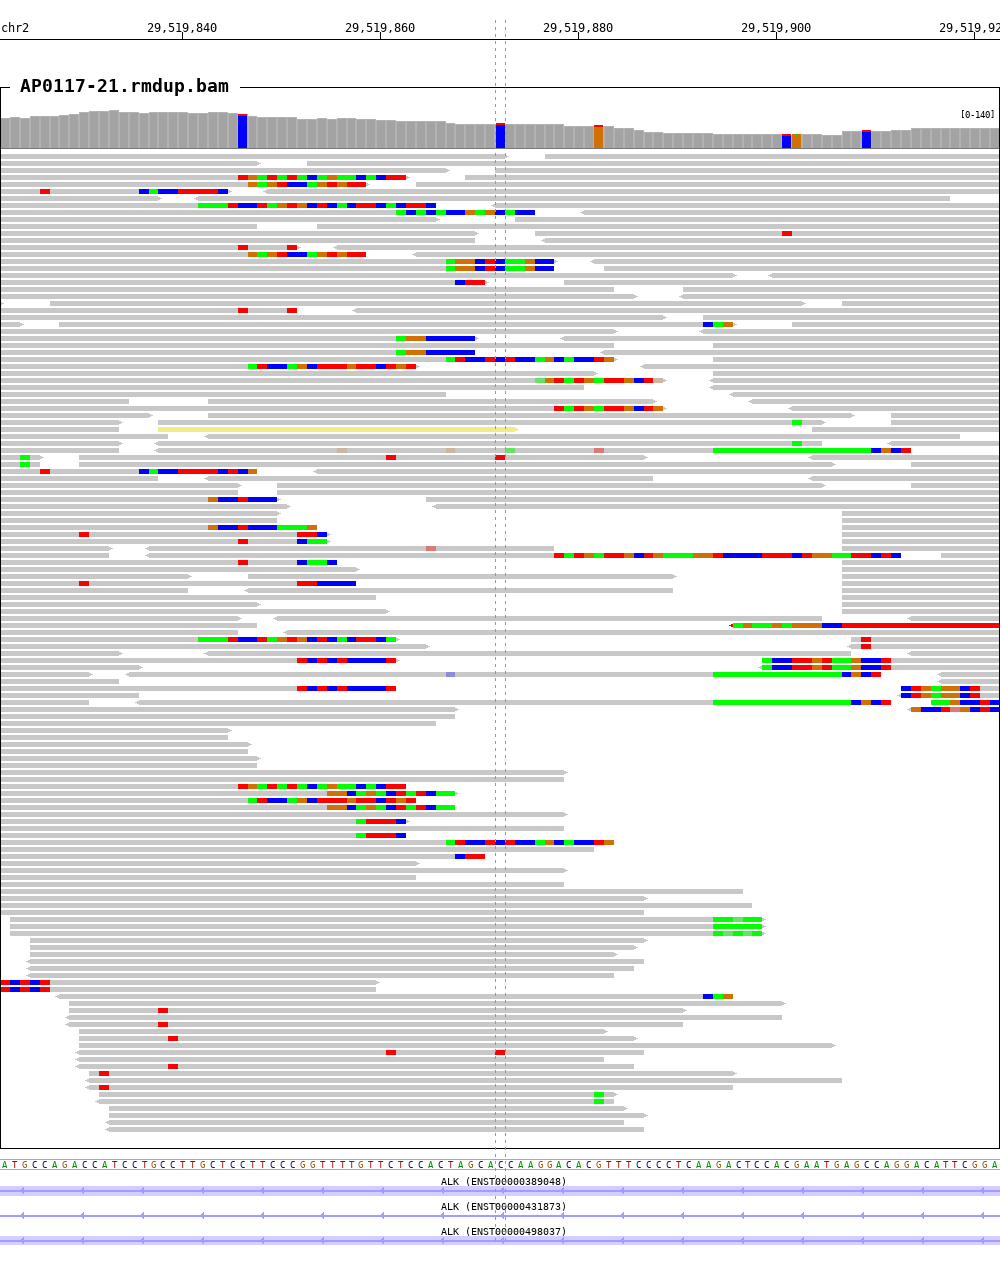 chr2 29,519,840 29,519,860 29,519,880 29,519,900 29,519,92
AP0117-21.rmdup.bam
[0-140]
A T G C C A G A C C A T C C T G C C T T G C T C C T T C C C G G T T T T G T T C T C C A C T A G C A C C A A G G A C A C G T T T C C C C T C A A G A C T C C A C G A A T G A G C C A G G A C A T T C G G A
ALK (ENST00000389048)
ALK (ENST00000431873)
ALK (ENST00000498037)